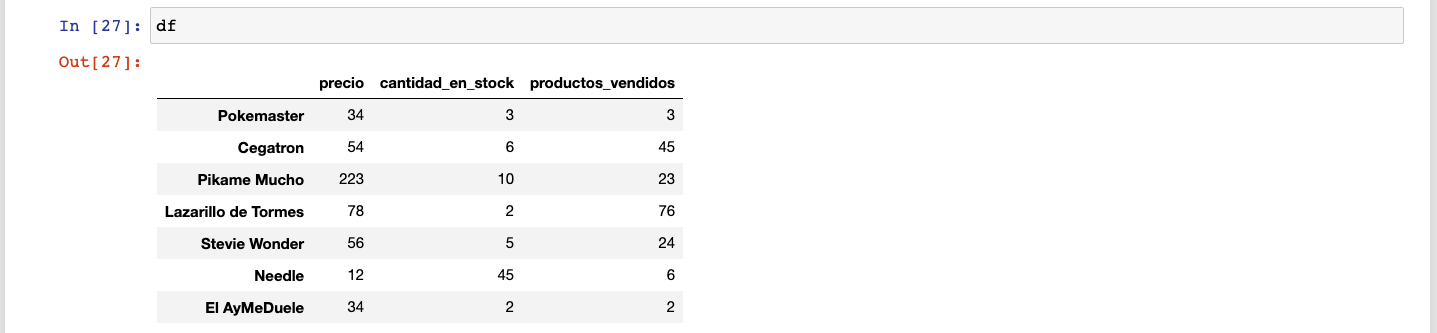 In [27]: df
Out[27]:
precio cantidad_en_stock productos_vendidos
Pokemaster 34 3 3
Cegatron 54 6 45
Pikame Mucho 223 10 23
Lazarillo de Tormes 78 2 76
Stevie Wonder 56 5 24
Needle 12 45 6
El AyMeDuele 34 2 2